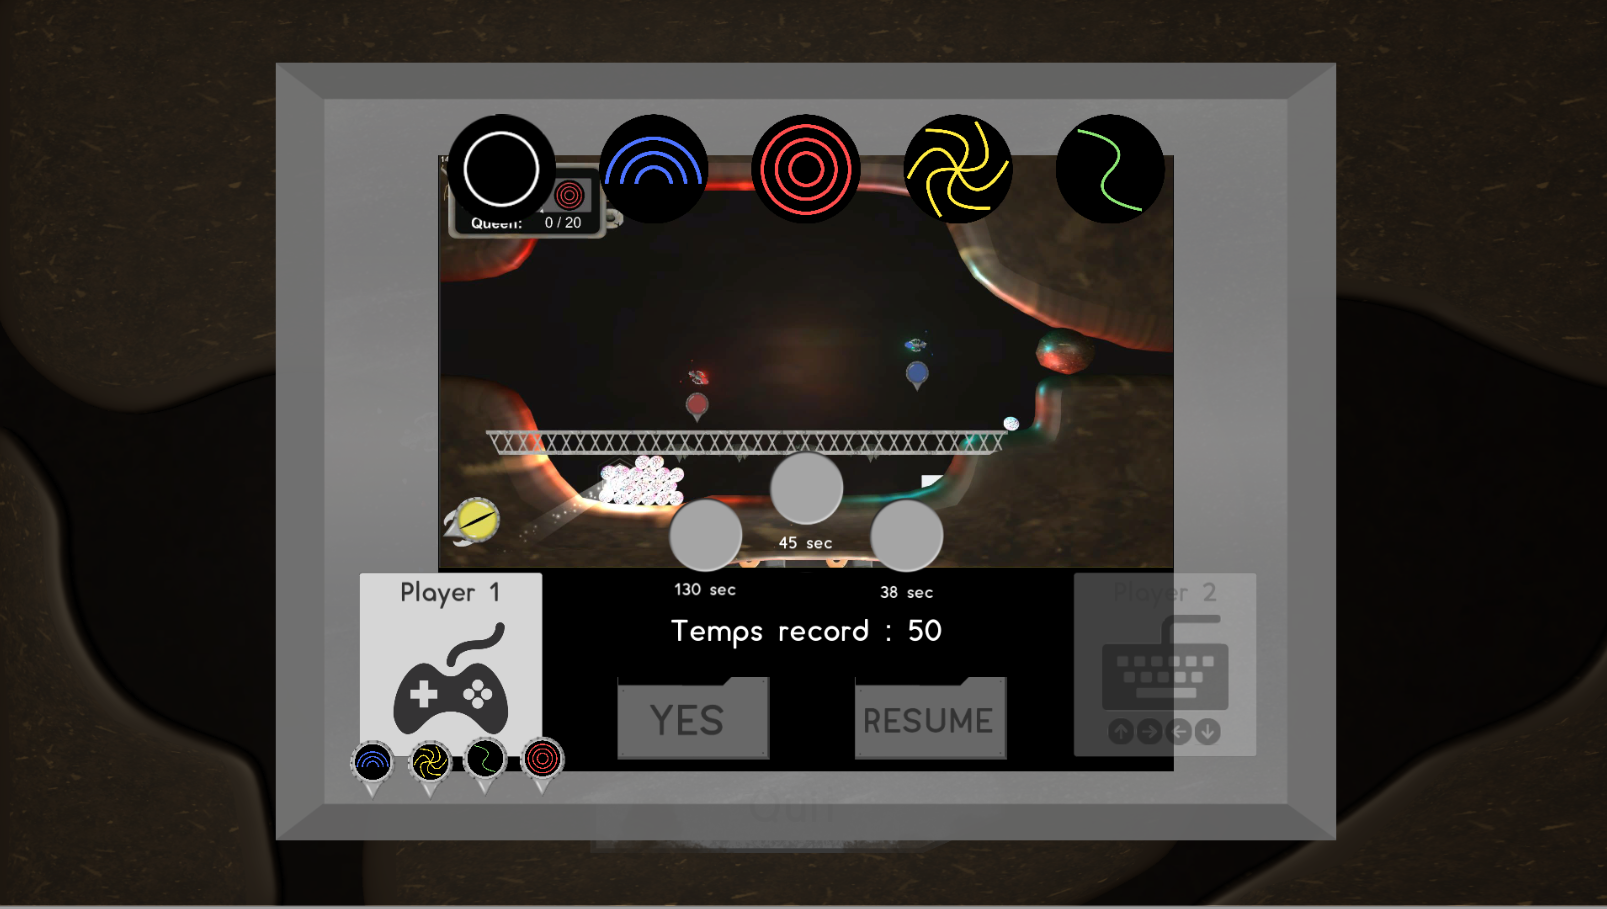 Queen: 0 / 20
45 sec
130 sec
38 sec
Player 1
Player 2
Temps record : 50
YES
RESUME